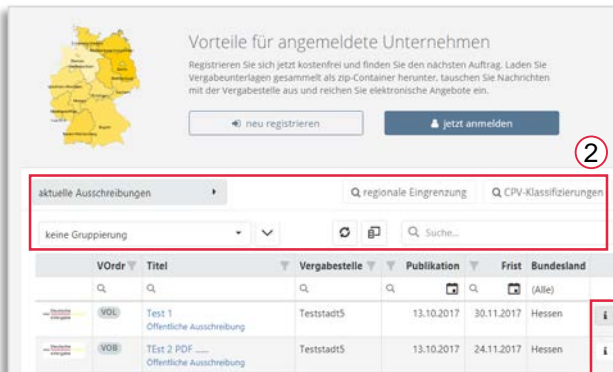 Vorteile für angemeldete Unternehmen
Registrieren Sie sich jetzt kostenfrei und finden Sie den nächsten Auftrag. Laden Sie
Vergabeunterlagen gesammelt als zip-Container herunter, tauschen Sie Nachrichten
mit der Vergabestelle aus und reichen Sie elektronische Angebote ein.
neu registrieren
jetzt anmelden
2
aktuelle Ausschreibungen
regionale Eingrenzung
CPV-Klassifizierungen
keine Gruppierung
Suche...
VOrdr Titel Vergabestelle Publikation Frist Bundesland
(Alle)
VOL Test 1 Teststadt5 13.10.2017 30.11.2017 Hessen i
Öffentliche Ausschreibung
VOB TEst 2 PDF ...... Teststadt5 13.10.2017 24.11.2017 Hessen i
Öffentliche Ausschreibung